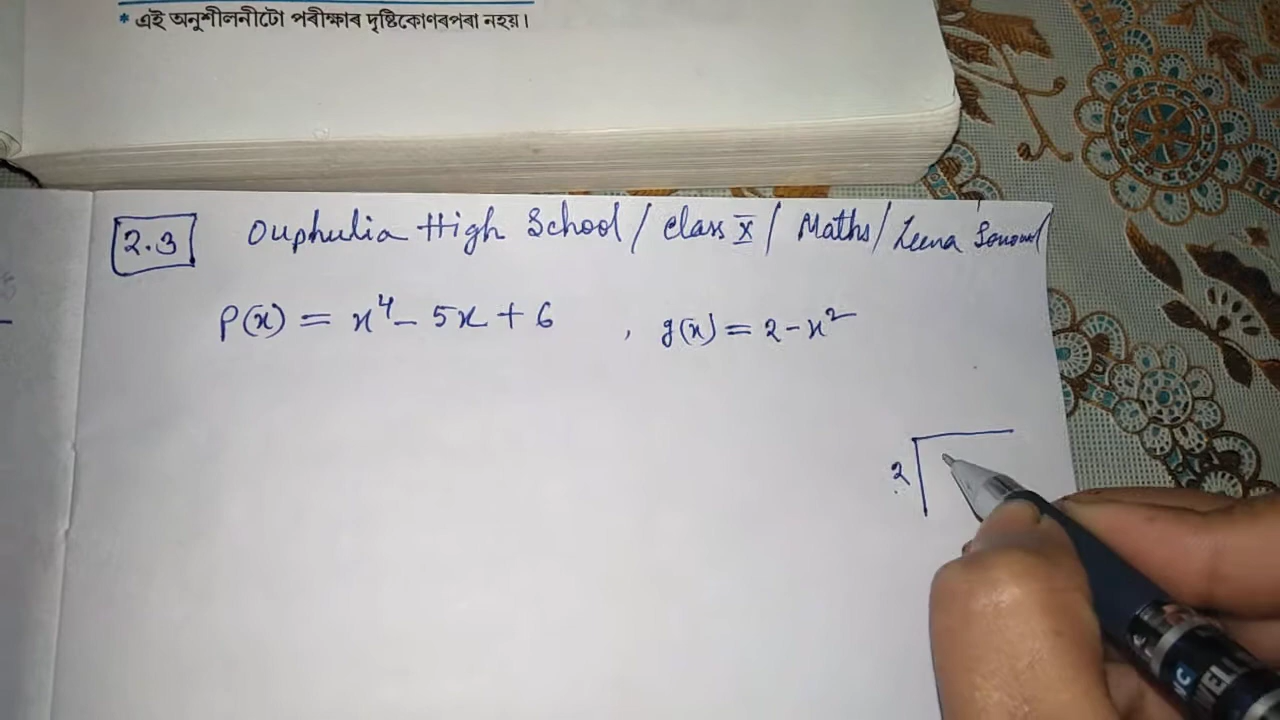 * এই অনুশীলনীটো পৰীক্ষাৰ দৃষ্টিকোণৰপৰা নহয়।
2.3 Ouphulia High School / Class X / Maths / Leena Sonowal
P(x) = x⁴ - 5x + 6 , g(x) = 2 - x²
2